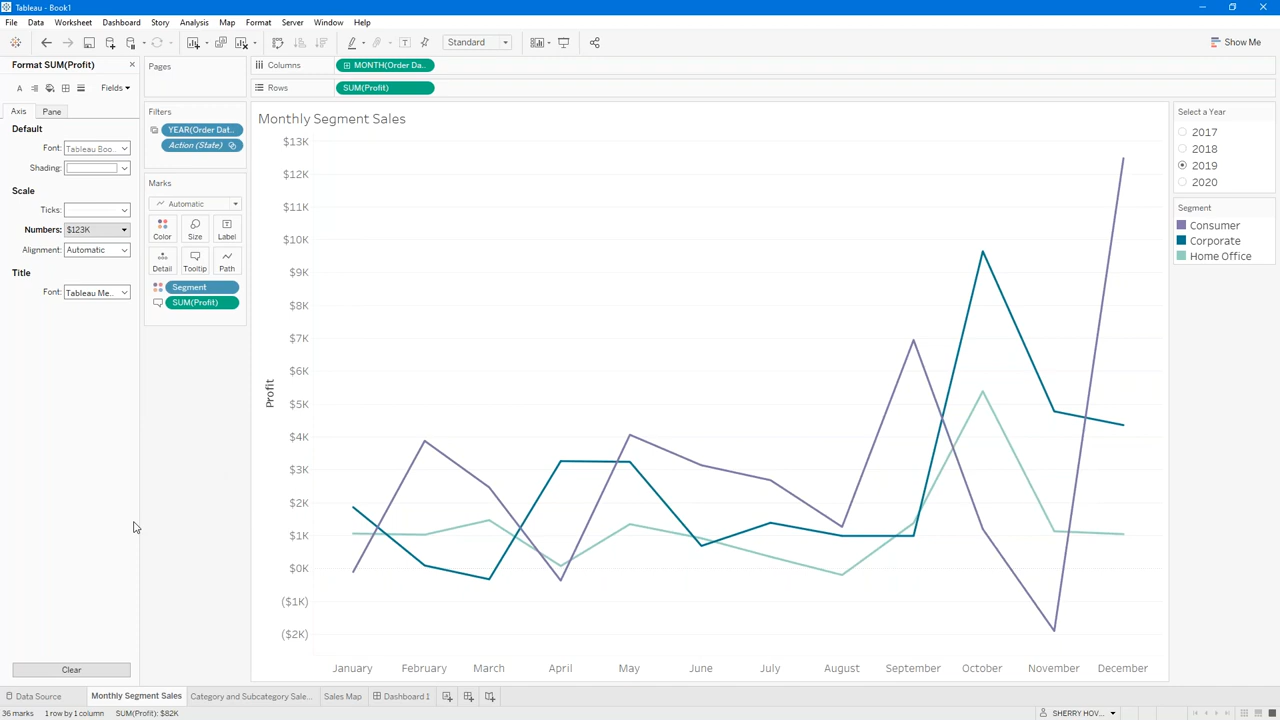 Tableau - Book1
File Data Worksheet Dashboard Story Analysis Map Format Server Window Help
Standard
Show Me
Format SUM(Profit)
Fields
Axis Pane
Default
Font: Tableau Boo..
Shading:
Scale
Ticks:
Numbers: $123K
Alignment: Automatic
Title
Font: Tableau Me..
Clear
Pages
Filters
YEAR(Order Dat..
Action (State)
Marks
Automatic
Color Size Label
Detail Tooltip Path
Segment
SUM(Profit)
Columns MONTH(Order Da..
Rows SUM(Profit)
Monthly Segment Sales
$13K
$12K
$11K
$10K
$9K
$8K
$7K
$6K
$5K
$4K
$3K
$2K
$1K
$0K
($1K)
($2K)
Profit
January February March April May June July August September October November December
Select a Year
2017
2018
2019
2020
Segment
Consumer
Corporate
Home Office
Data Source Monthly Segment Sales Category and Subcategory Sale... Sales Map Dashboard 1
36 marks 1 row by 1 column SUM(Profit): $82K SHERRY HOV...